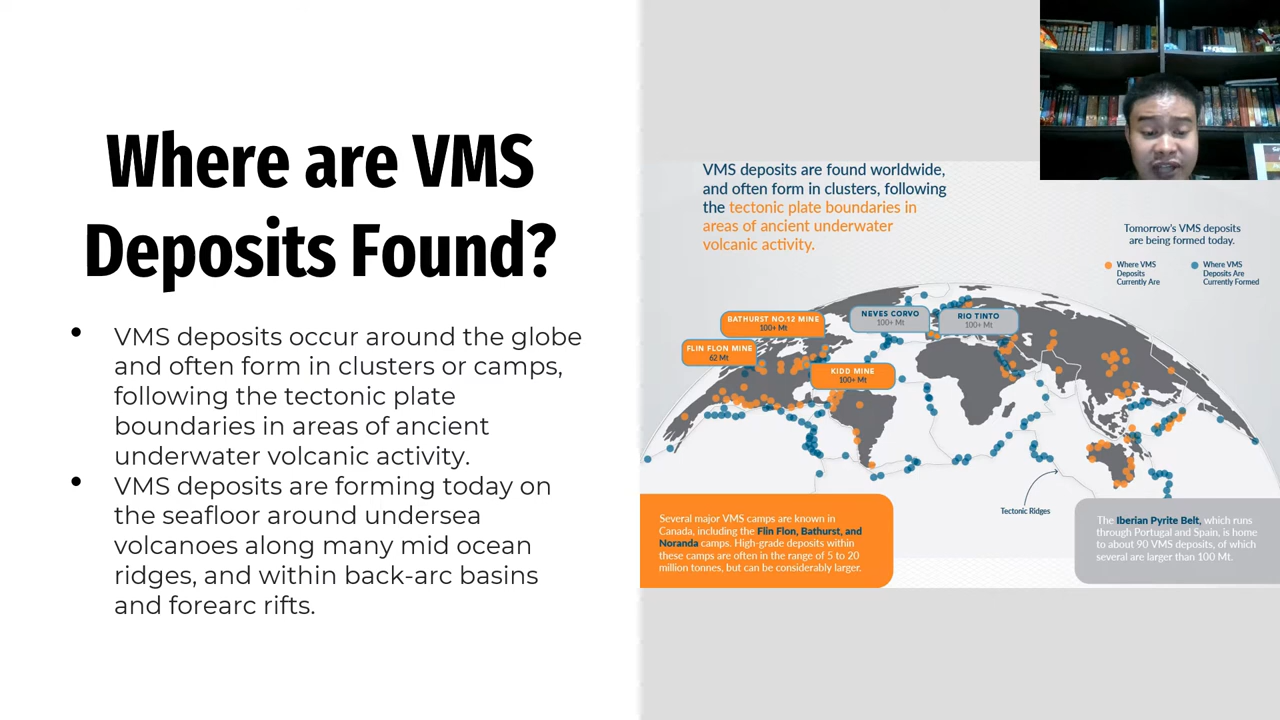 Where are VMS
Deposits Found?
• VMS deposits occur around the globe
and often form in clusters or camps,
following the tectonic plate
boundaries in areas of ancient
underwater volcanic activity.
• VMS deposits are forming today on
the seafloor around undersea
volcanoes along many mid ocean
ridges, and within back-arc basins
and forearc rifts.
VMS deposits are found worldwide,
and often form in clusters, following
the tectonic plate boundaries in
areas of ancient underwater
volcanic activity.
Tomorrow's VMS deposits
are being formed today.
Where VMS
Deposits
Currently Are
Where VMS
Deposits Are
Currently Formed
BATHURST NO.12 MINE
100+ Mt
NEVES CORVO
100+ Mt
RIO TINTO
100+ Mt
FLIN FLON MINE
62 Mt
KIDD MINE
100+ Mt
Tectonic Ridges
Several major VMS camps are known in
Canada, including the Flin Flon, Bathurst, and
Noranda camps. High-grade deposits within
these camps are often in the range of 5 to 20
million tonnes, but can be considerably larger.
The Iberian Pyrite Belt, which runs
through Portugal and Spain, is home
to about 90 VMS deposits, of which
several are larger than 100 Mt.